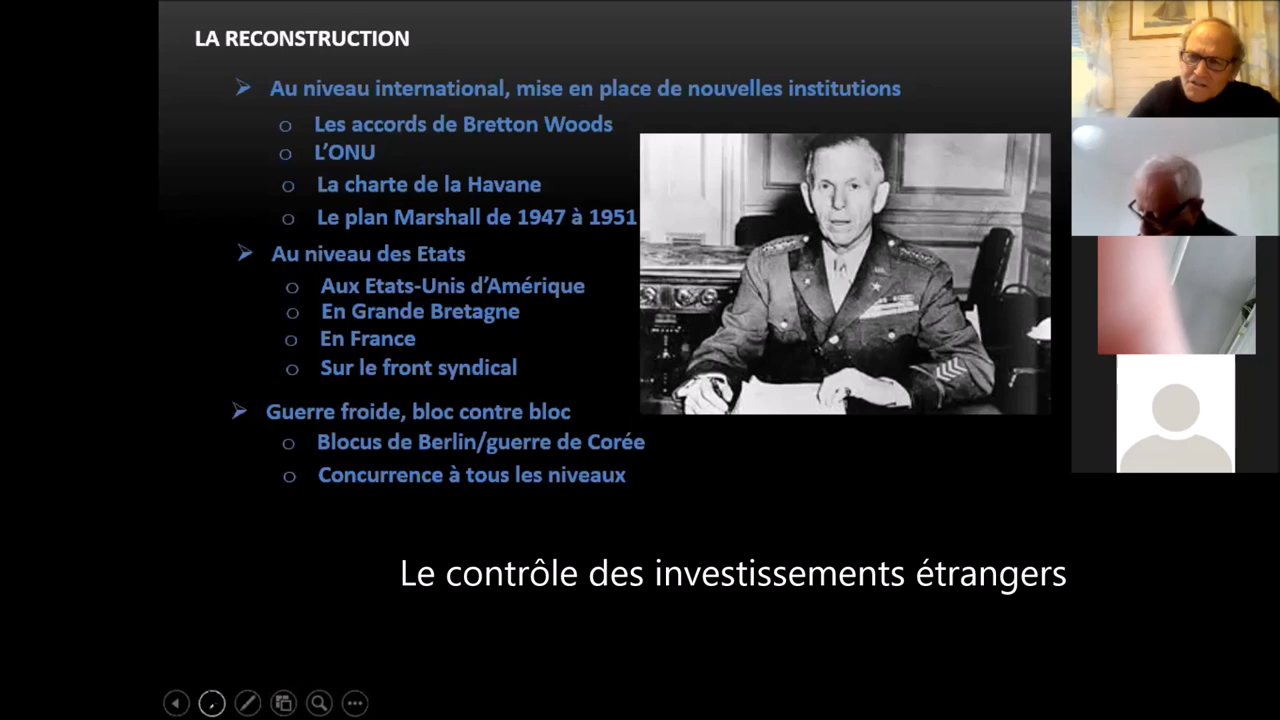 LA RECONSTRUCTION
Au niveau international, mise en place de nouvelles institutions
Les accords de Bretton Woods
L’ONU
La charte de la Havane
Le plan Marshall de 1947 à 1951
Au niveau des Etats
Aux Etats-Unis d’Amérique
En Grande Bretagne
En France
Sur le front syndical
Guerre froide, bloc contre bloc
Blocus de Berlin/guerre de Corée
Concurrence à tous les niveaux
Le contrôle des investissements étrangers